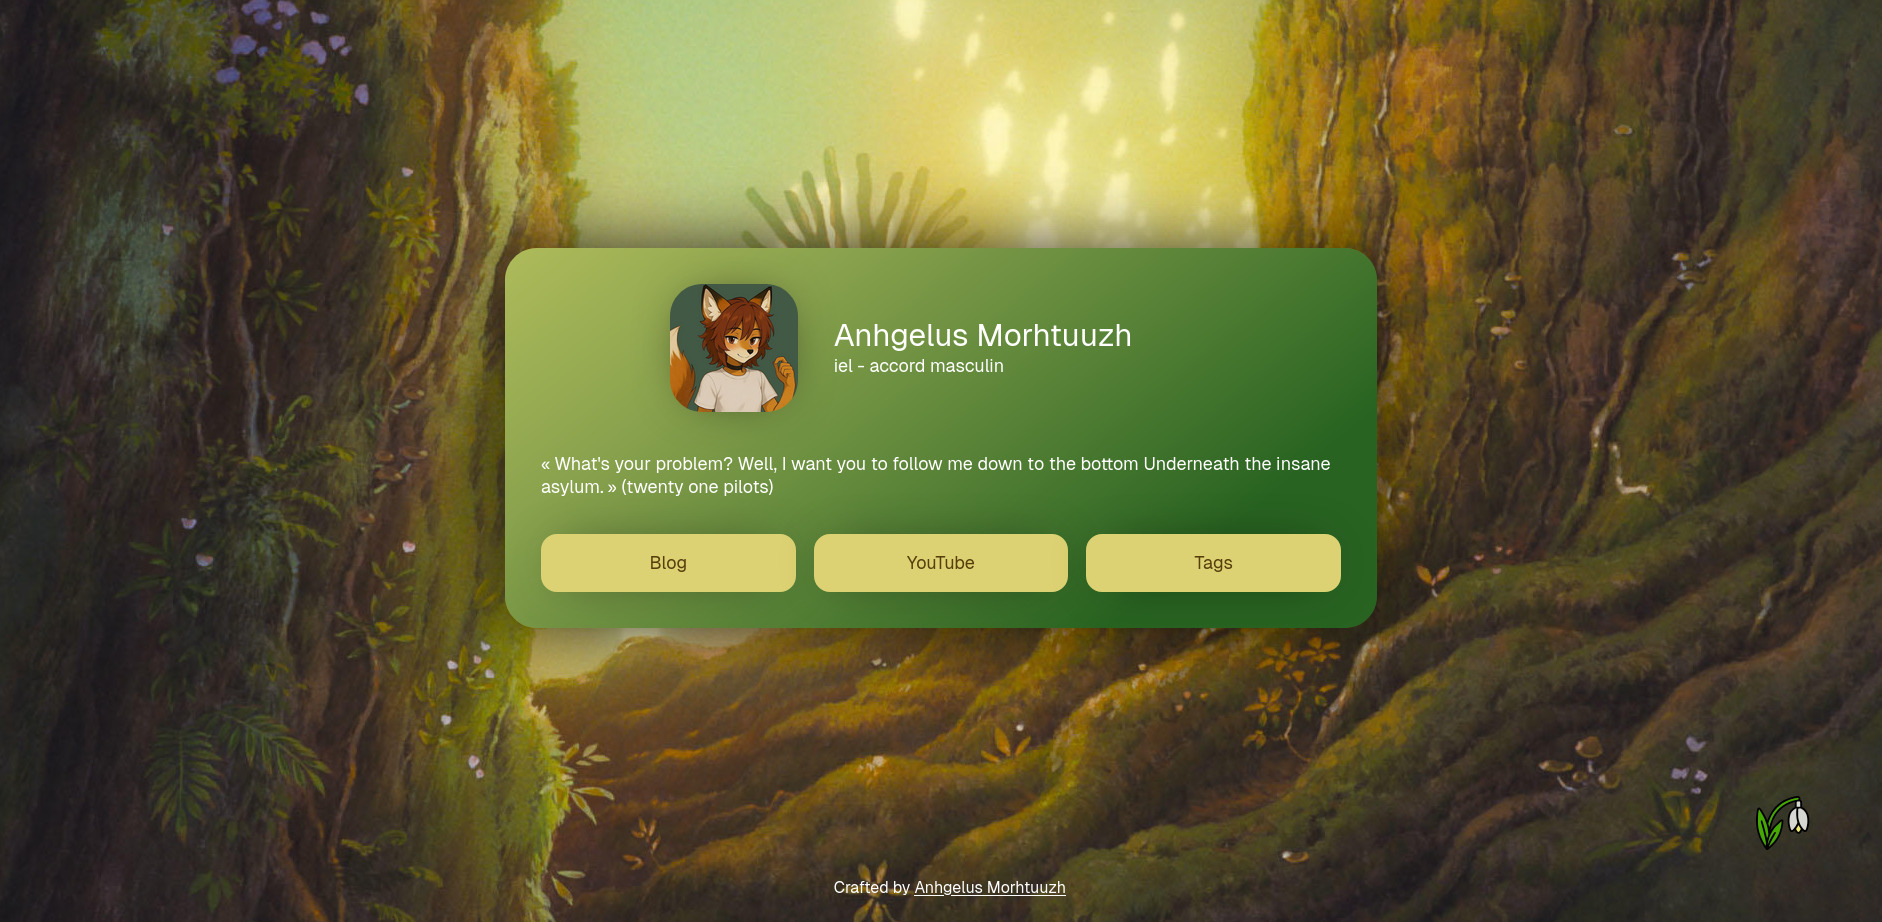 Anhgelus Morhtuuzh
iel - accord masculin
« What's your problem? Well, I want you to follow me down to the bottom Underneath the insane
asylum. » (twenty one pilots)
Blog
YouTube
Tags
Crafted by Anhgelus Morhtuuzh